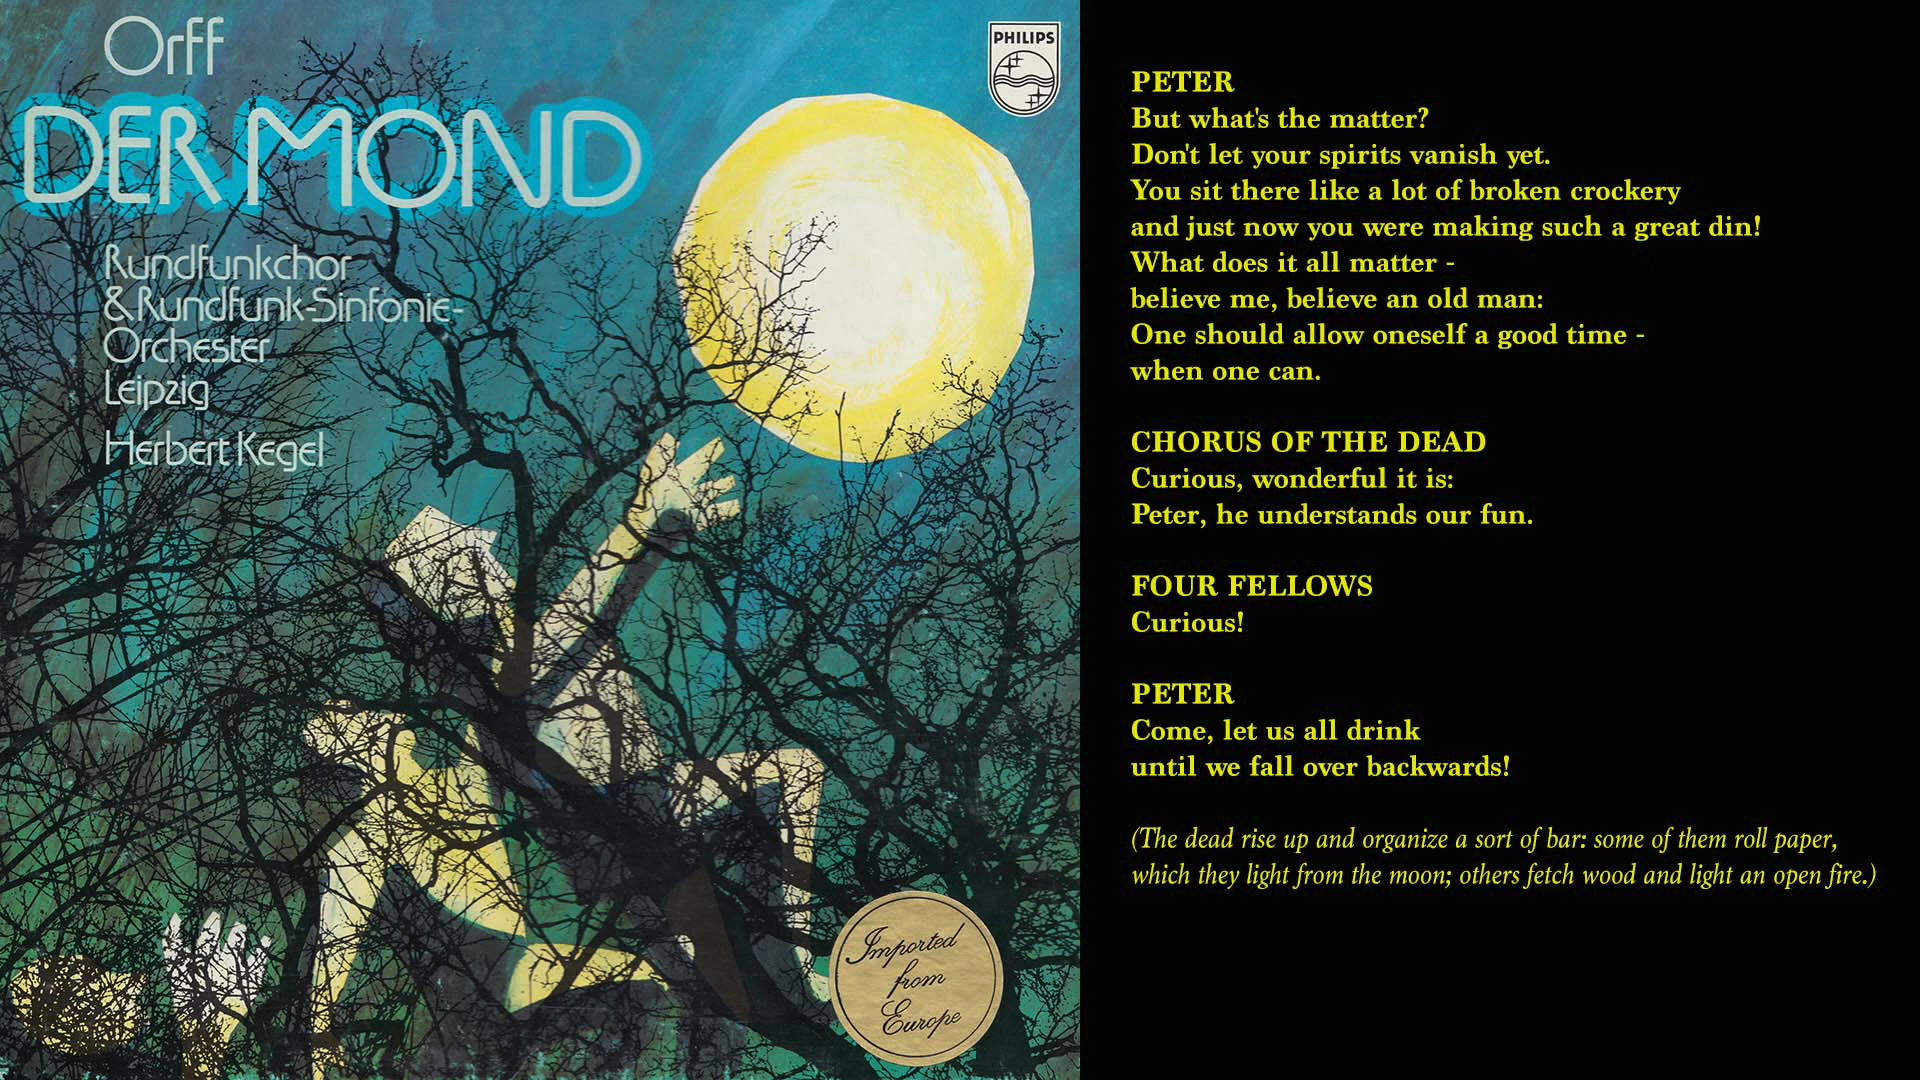 Orff
DER MOND
Rundfunkchor
& Rundfunk-Sinfonie-
Orchester
Leipzig
Herbert Kegel
PHILIPS
Imported
from
Europe
PETER
But what's the matter?
Don't let your spirits vanish yet.
You sit there like a lot of broken crockery
and just now you were making such a great din!
What does it all matter -
believe me, believe an old man:
One should allow oneself a good time -
when one can.
CHORUS OF THE DEAD
Curious, wonderful it is:
Peter, he understands our fun.
FOUR FELLOWS
Curious!
PETER
Come, let us all drink
until we fall over backwards!
(The dead rise up and organize a sort of bar: some of them roll paper,
which they light from the moon; others fetch wood and light an open fire.)